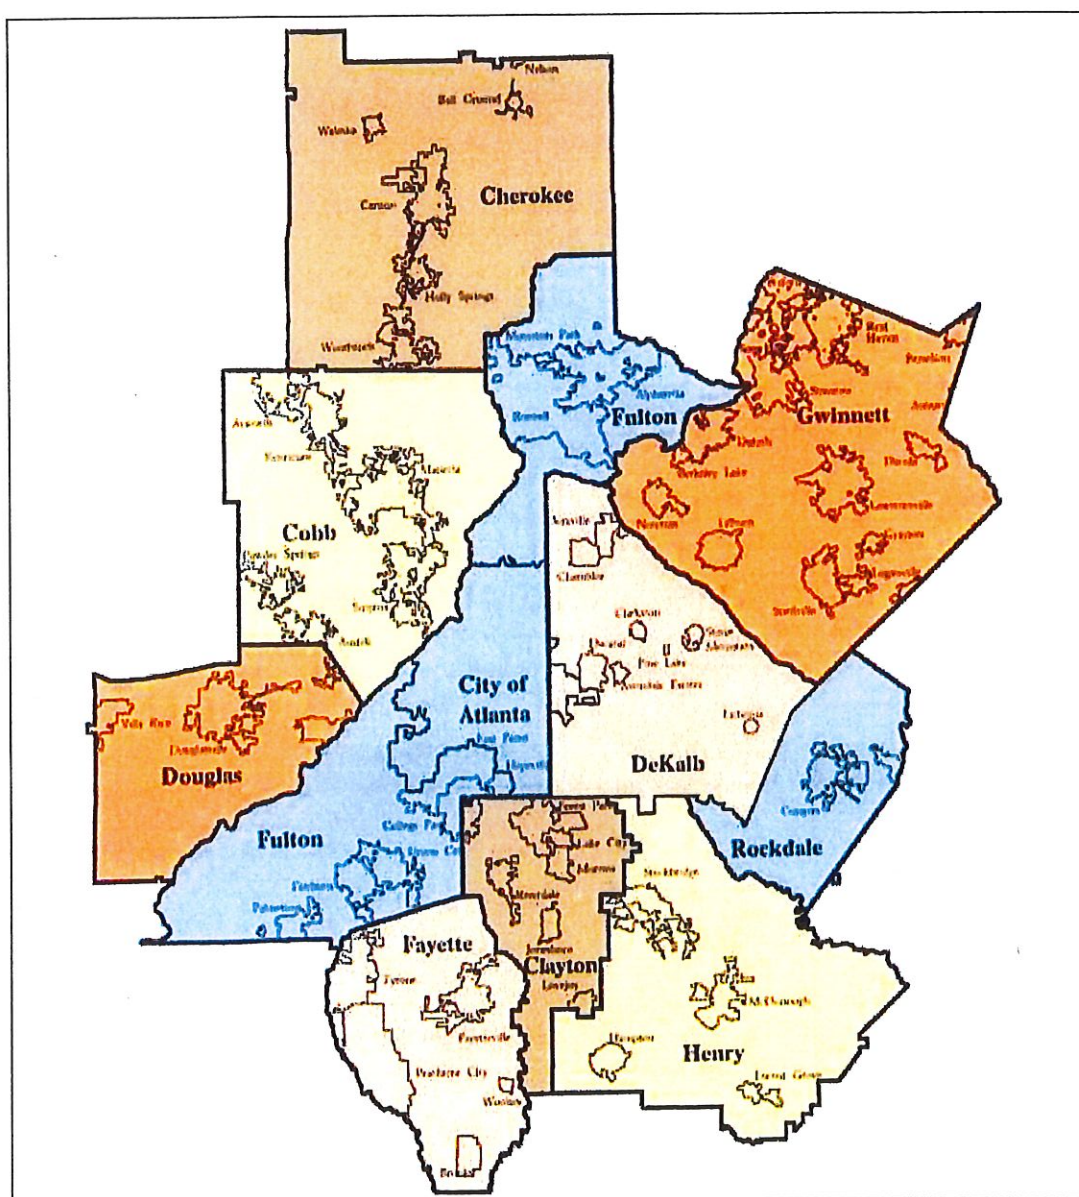 Nelson
Ball Ground
Waleska
Cherokee
Canton
Holly Springs
Woodstock
Mountain Park
Alpharetta
Roswell
Fulton
Rest
Haven
Braselton
Suwanee
Gwinnett
Auburn
Duluth
Dacula
Berkeley Lake
Lawrenceville
Norcross
Lilburn
Grayson
Loganville
Snellville
Acworth
Kennesaw
Marietta
Cobb
Powder Springs
Smyrna
Austell
Doraville
Chamblee
Clarkston
Stone
Mountain
Decatur
Pine Lake
Avondale Estates
Lithonia
DeKalb
City of
Atlanta
East Point
Hapeville
College Park
Union City
Fulton
Fairburn
Palmetto
Villa Rica
Douglasville
Douglas
Conyers
Rockdale
Forest Park
Lake City
Morrow
Riverdale
Jonesboro
Clayton
Lovejoy
Stockbridge
McDonough
Hampton
Henry
Locust Grove
Fayette
Tyrone
Fayetteville
Peachtree City
Woolsey
Brooks